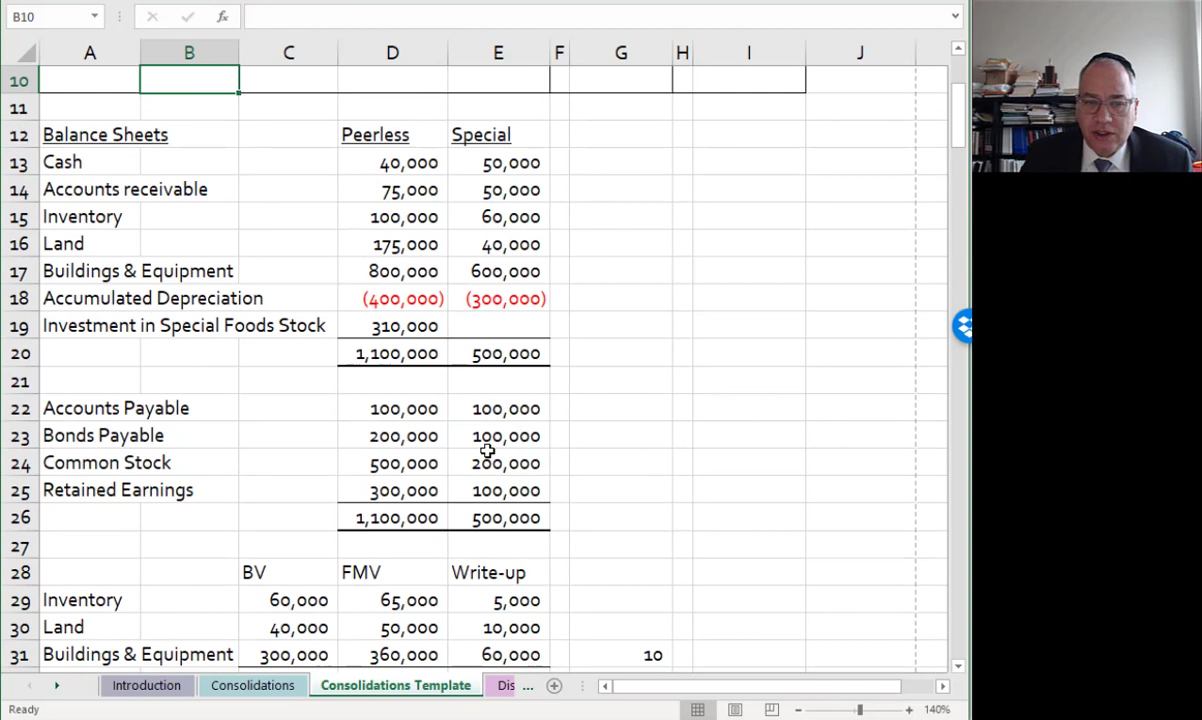 B10 fx
A B C D E F G H I J
10
11
12 Balance Sheets Peerless Special
13 Cash 40,000 50,000
14 Accounts receivable 75,000 50,000
15 Inventory 100,000 60,000
16 Land 175,000 40,000
17 Buildings & Equipment 800,000 600,000
18 Accumulated Depreciation (400,000) (300,000)
19 Investment in Special Foods Stock 310,000
20 1,100,000 500,000
21
22 Accounts Payable 100,000 100,000
23 Bonds Payable 200,000 100,000
24 Common Stock 500,000 200,000
25 Retained Earnings 300,000 100,000
26 1,100,000 500,000
27
28 BV FMV Write-up
29 Inventory 60,000 65,000 5,000
30 Land 40,000 50,000 10,000
31 Buildings & Equipment 300,000 360,000 60,000 10
Introduction Consolidations Consolidations Template Dis ...
Ready 140%